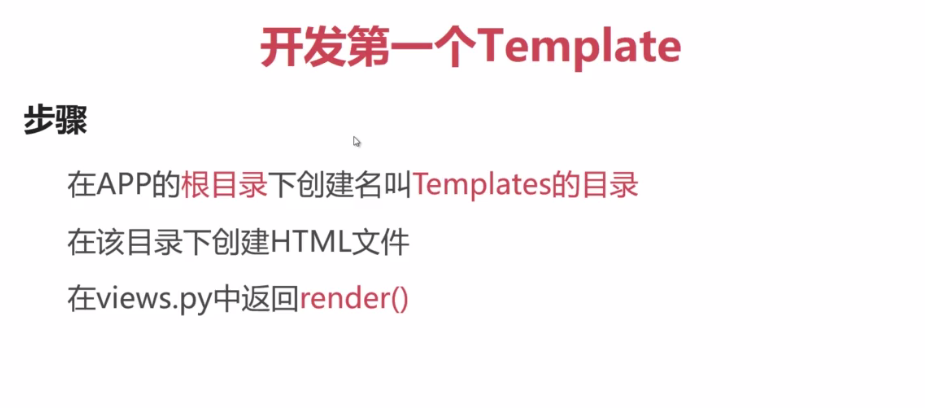 开发第一个Template
步骤
在APP的根目录下创建名叫Templates的目录
在该目录下创建HTML文件
在views.py中返回render()